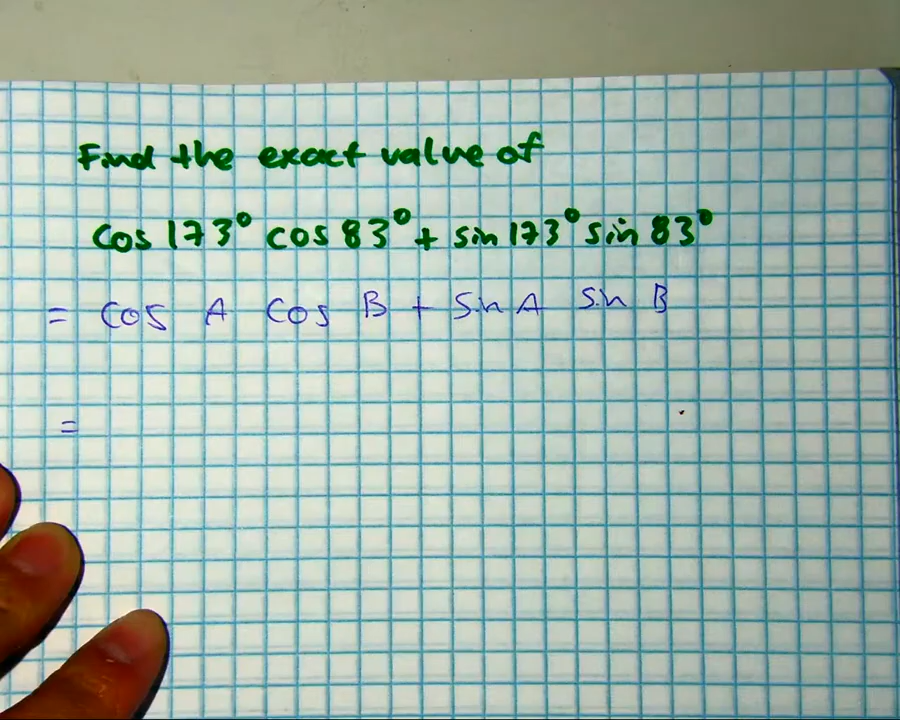 Find the exact value of
cos 173° cos 83° + sin 173° sin 83°
= cos A cos B + sin A sin B
=